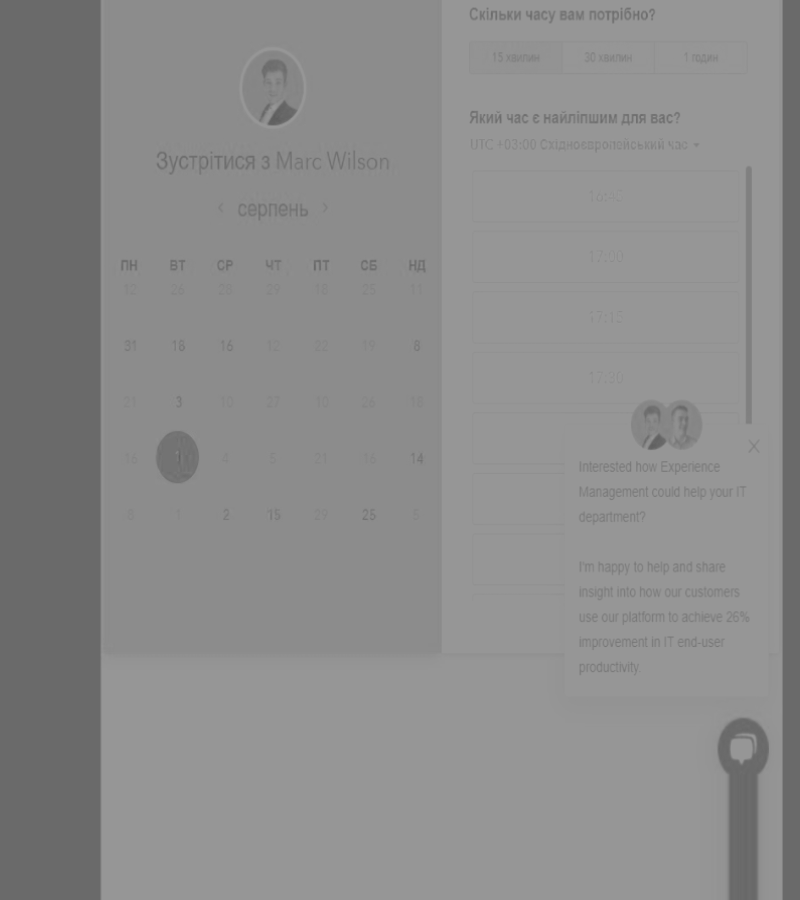 Скільки часу вам потрібно?
15 хвилин 30 хвилин 1 годин
Який час є найліпшим для вас?
UTC +03:00 Східноєвропейський час
Зустрітися з Marc Wilson
серпень
ПН ВТ СР ЧТ ПТ СБ НД
12 26 28 29 18 25 11
31 18 16 12 22 19 8
21 3 10 27 10 26 18
16 4 5 21 16 14
8 1 2 15 29 25 5
16:45
17:00
17:15
17:30
Interested how Experience
Management could help your IT
department?
I'm happy to help and share
insight into how our customers
use our platform to achieve 26%
improvement in IT end-user
productivity.